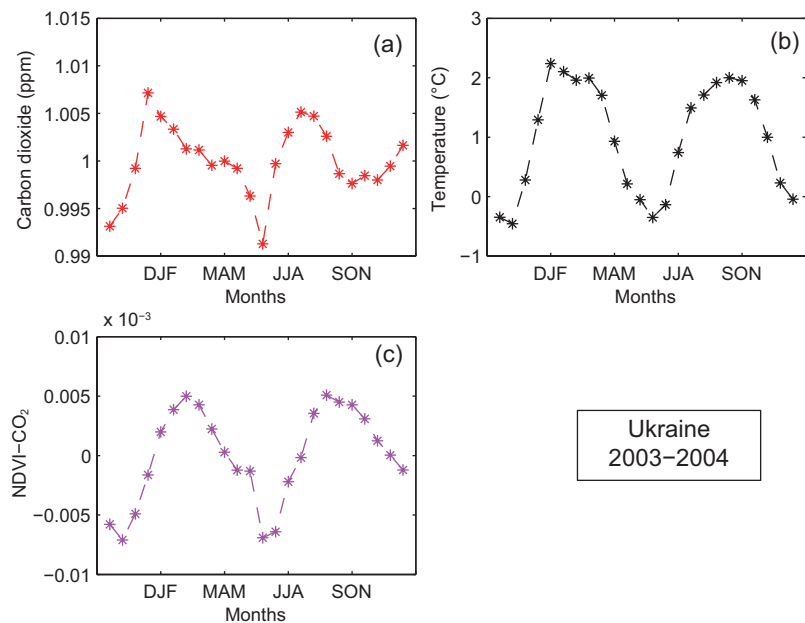 (a)
Carbon dioxide (ppm)
1.015
1.01
1.005
1
0.995
0.99
DJF MAM JJA SON
Months
(b)
Temperature (°C)
3
2
1
0
−1
DJF MAM JJA SON
Months
x 10⁻³
(c)
NDVI−CO₂
0.01
0.005
0
−0.005
−0.01
DJF MAM JJA SON
Months
Ukraine
2003−2004